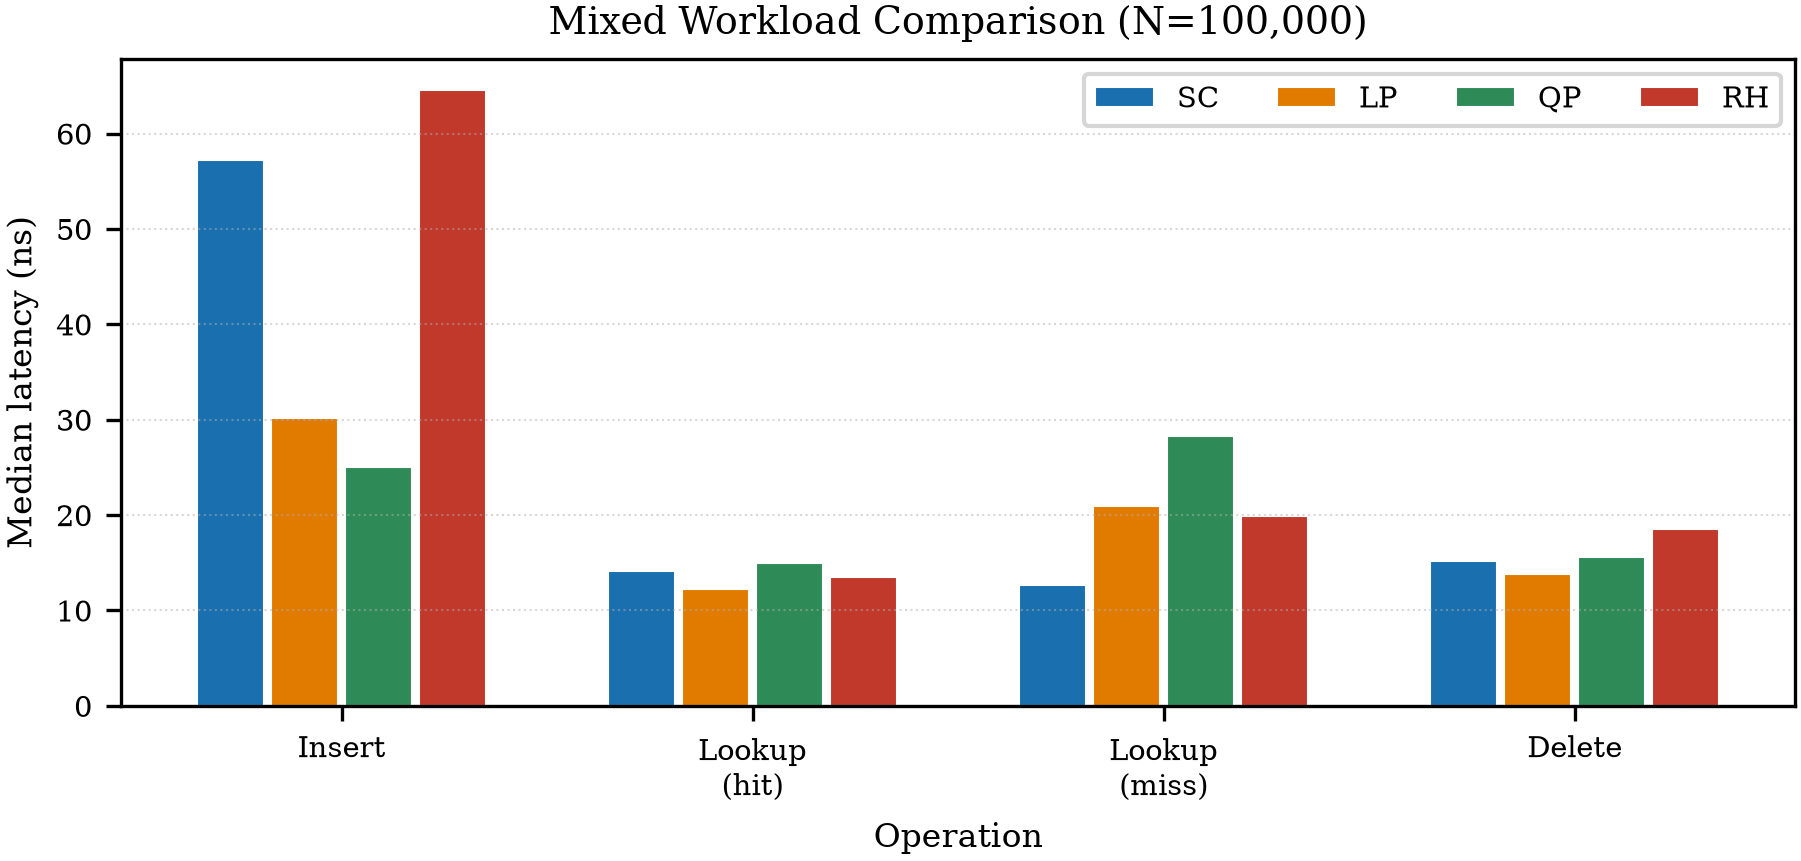 Mixed Workload Comparison (N=100,000)
SC LP QP RH
Median latency (ns)
60
50
40
30
20
10
0
Insert
Lookup
(hit)
Lookup
(miss)
Delete
Operation